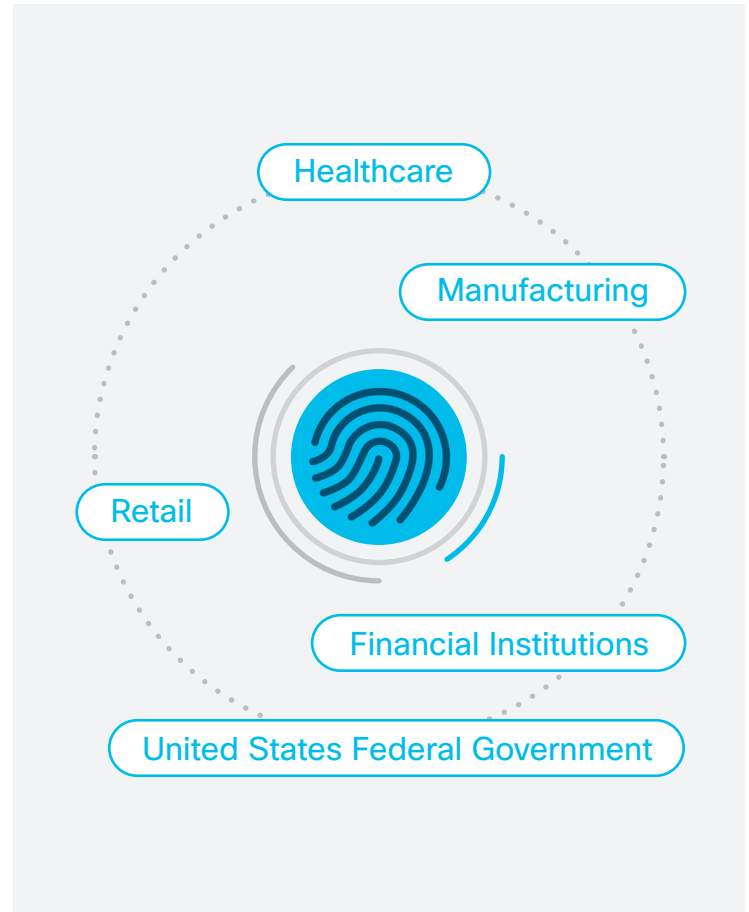 Healthcare
Manufacturing
Retail
Financial Institutions
United States Federal Government